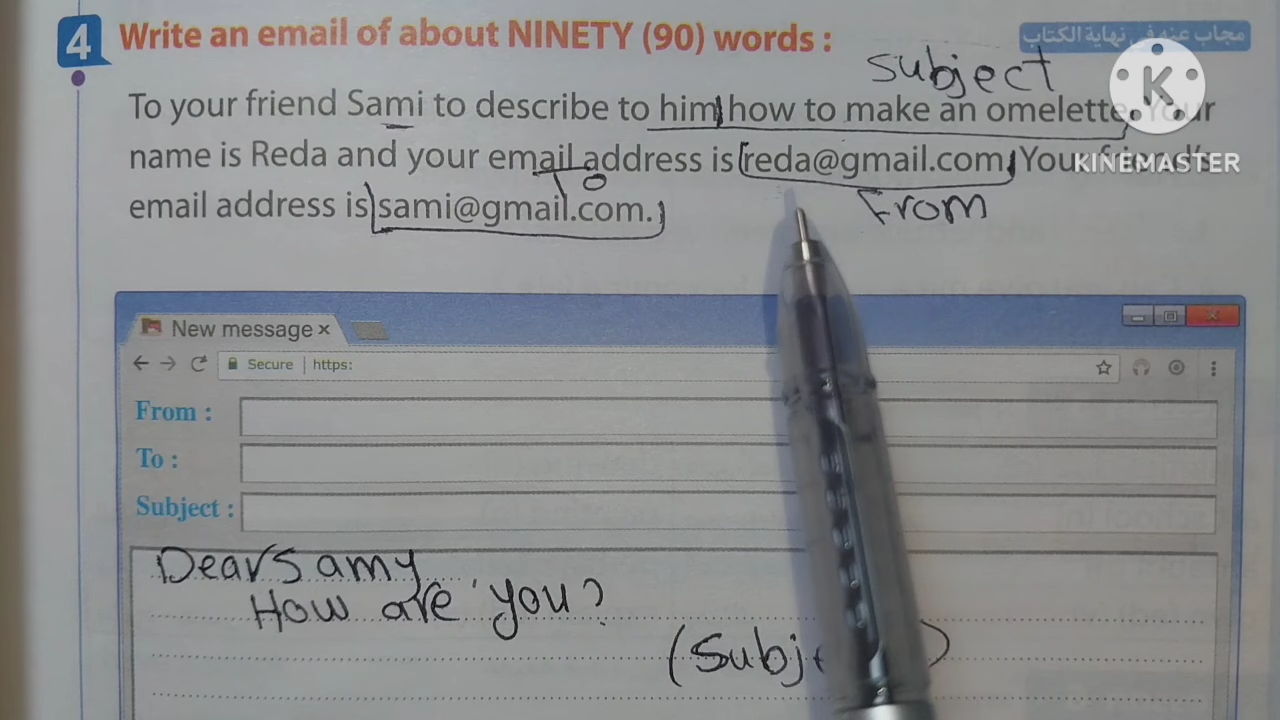 4 Write an email of about NINETY (90) words :
مجاب عنه في نهاية الكتاب
subject
K
To your friend Sami to describe to him how to make an omelette. Your
KINEMASTER
name is Reda and your email address is reda@gmail.com. Your friend's
To
From
email address is sami@gmail.com.
New message ×
Secure | https:
From :
To :
Subject :
Dear Samy
How are you?
(Subje )